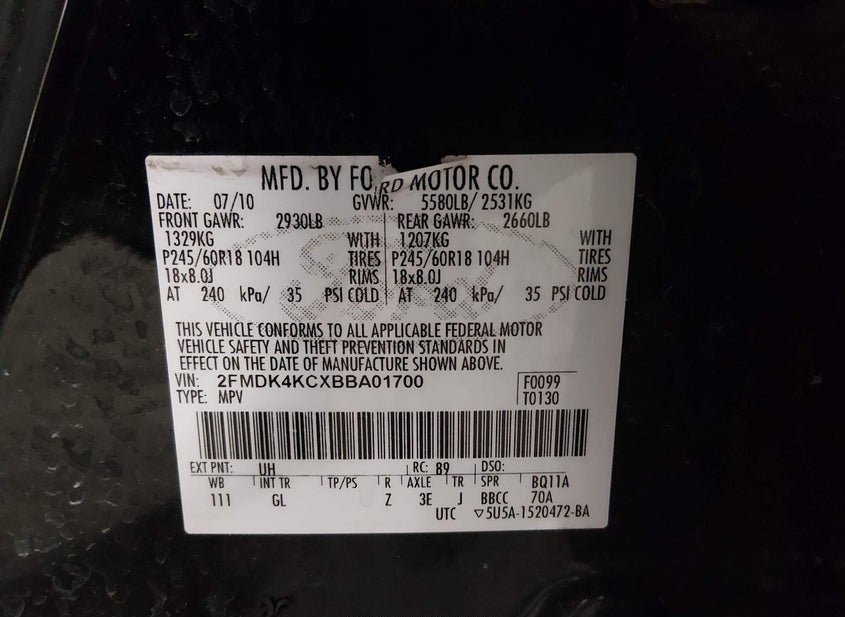 MFD. BY FORD MOTOR CO.
DATE: 07/10 GVWR: 5580LB/ 2531KG
FRONT GAWR: 2930LB REAR GAWR: 2660LB
1329KG WITH 1207KG WITH
P245/60R18 104H TIRES P245/60R18 104H TIRES
18x8.0J RIMS 18x8.0J RIMS
AT 240 kPa/ 35 PSI COLD AT 240 kPa/ 35 PSI COLD
THIS VEHICLE CONFORMS TO ALL APPLICABLE FEDERAL MOTOR
VEHICLE SAFETY AND THEFT PREVENTION STANDARDS IN
EFFECT ON THE DATE OF MANUFACTURE SHOWN ABOVE.
VIN: 2FMDK4KCXBBA01700 F0099
TYPE: MPV T0130
EXT PNT: UH RC: 89 DSO:
WB INT TR TP/PS R AXLE TR SPR BQ11A
111 GL Z 3E J BBCC 70A
UTC ▽5U5A-1520472-BA